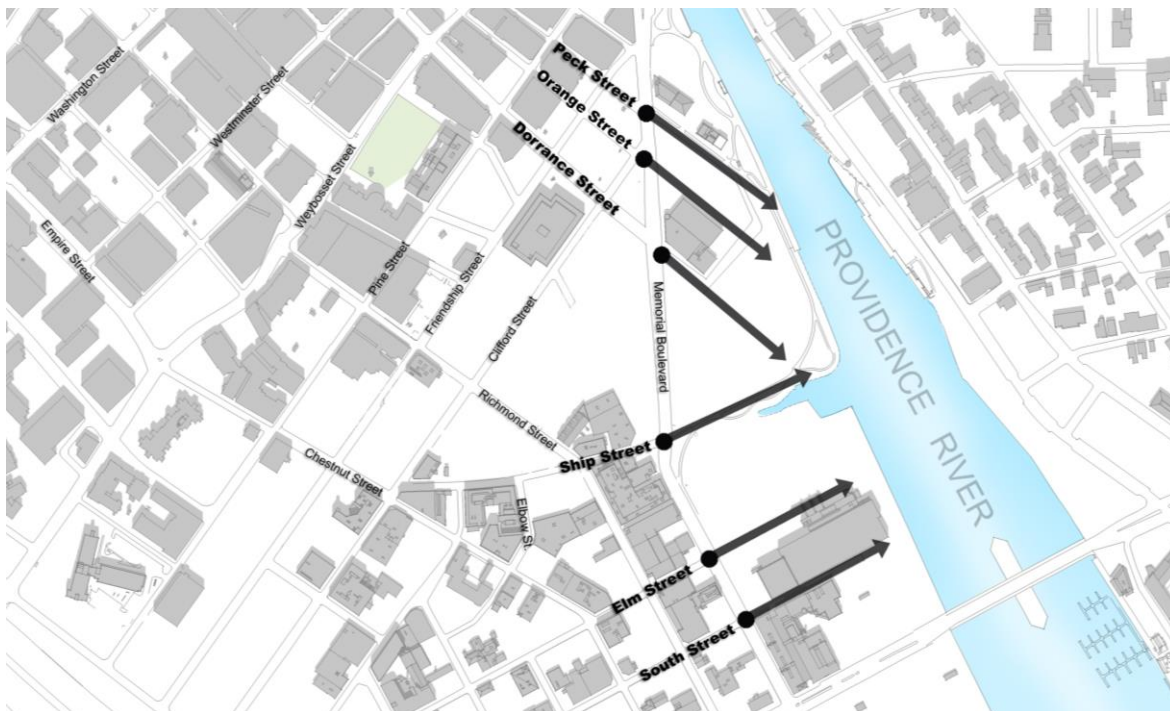 Peck Street
Orange Street
Dorrance Street
Washington Street
Westminster Street
Weybosset Street
Empire Street
Pine Street
Friendship Street
Clifford Street
Memorial Boulevard
PROVIDENCE RIVER
Richmond Street
Chestnut Street
Ship Street
Elbow St.
Elm Street
South Street